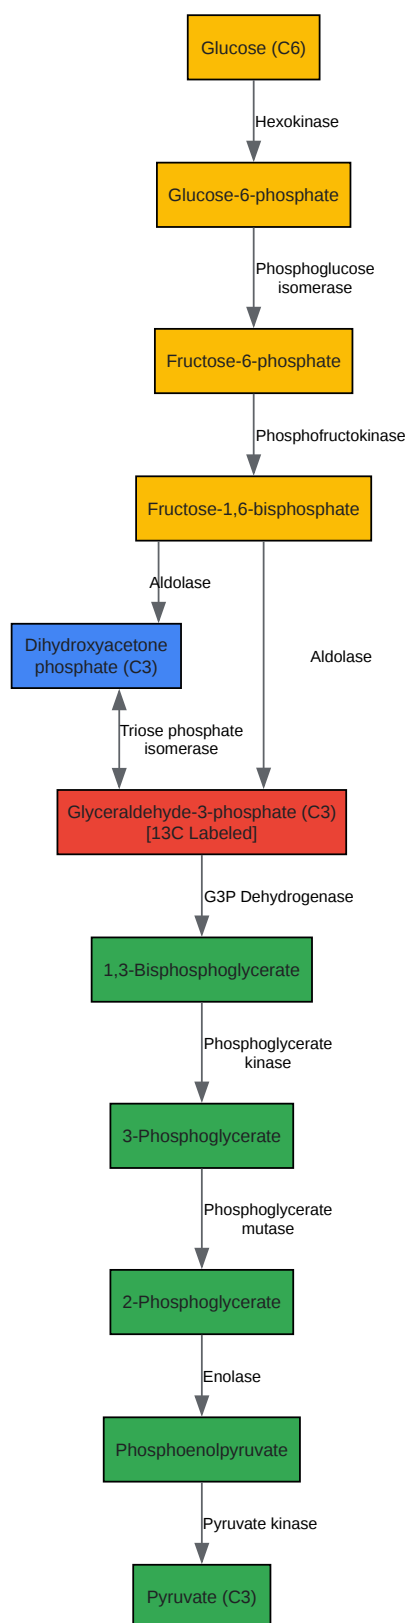 Glucose (C6)
Hexokinase
Glucose-6-phosphate
Phosphoglucose
isomerase
Fructose-6-phosphate
Phosphofructokinase
Fructose-1,6-bisphosphate
Aldolase
Dihydroxyacetone
phosphate (C3)
Aldolase
Triose phosphate
isomerase
Glyceraldehyde-3-phosphate (C3)
[13C Labeled]
G3P Dehydrogenase
1,3-Bisphosphoglycerate
Phosphoglycerate
kinase
3-Phosphoglycerate
Phosphoglycerate
mutase
2-Phosphoglycerate
Enolase
Phosphoenolpyruvate
Pyruvate kinase
Pyruvate (C3)